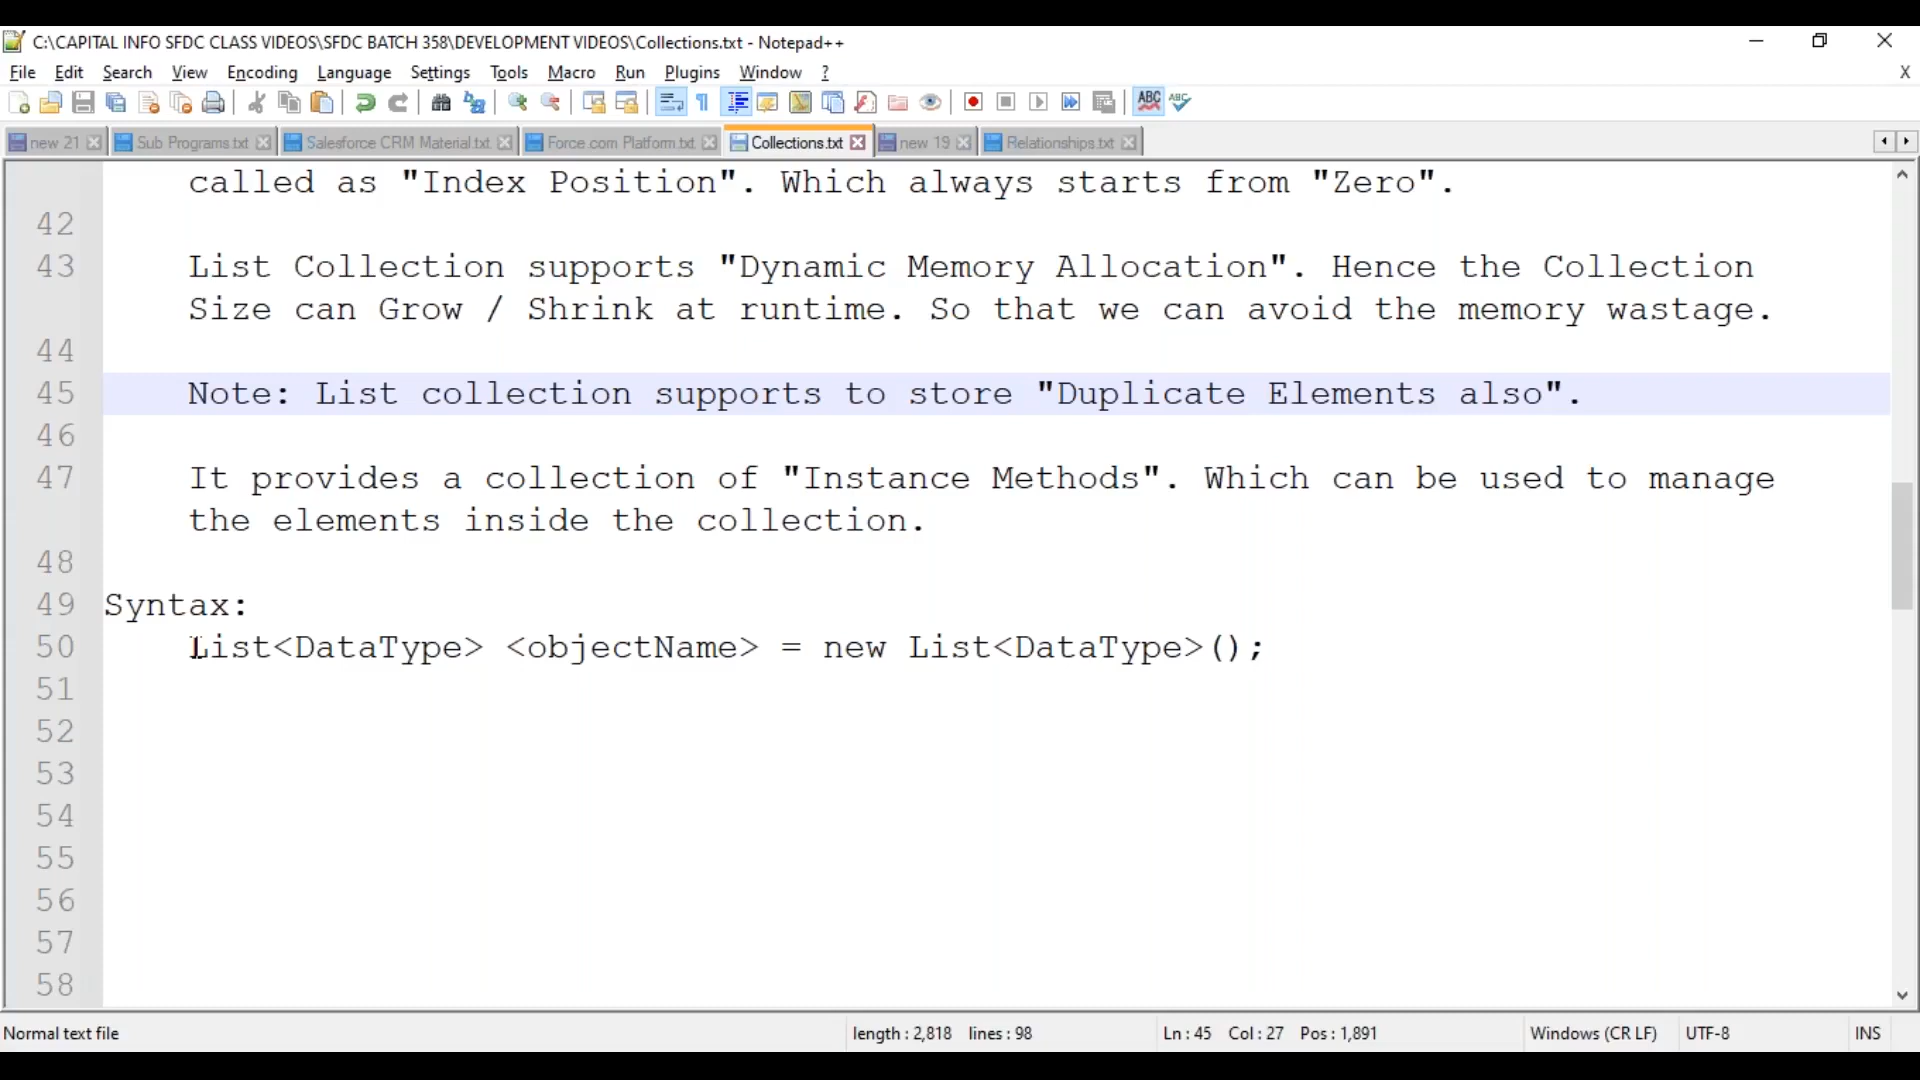 C:\CAPITAL INFO SFDC CLASS VIDEOS\SFDC BATCH 358\DEVELOPMENT VIDEOS\Collections.txt - Notepad++
File Edit Search View Encoding Language Settings Tools Macro Run Plugins Window ? X
new 21 Sub Programs.txt Salesforce CRM Material.txt Force.com Platform.txt Collections.txt new 19 Relationships.txt
called as "Index Position". Which always starts from "Zero".
42
43 List Collection supports "Dynamic Memory Allocation". Hence the Collection
Size can Grow / Shrink at runtime. So that we can avoid the memory wastage.
44
45 Note: List collection supports to store "Duplicate Elements also".
46
47 It provides a collection of "Instance Methods". Which can be used to manage
the elements inside the collection.
48
49 Syntax:
50 List<DataType> <objectName> = new List<DataType>();
51
52
53
54
55
56
57
58
Normal text file length : 2,818 lines : 98 Ln : 45 Col : 27 Pos : 1,891 Windows (CR LF) UTF-8 INS